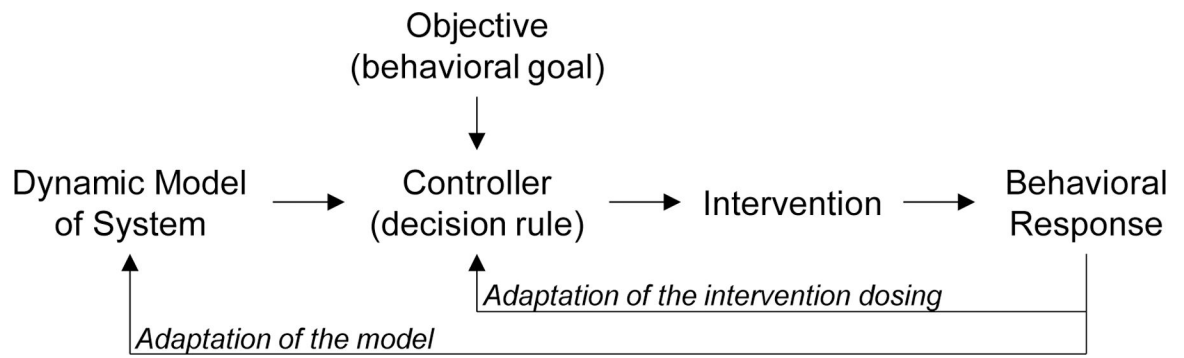 Objective
(behavioral goal)
Dynamic Model
of System
Controller
(decision rule)
Intervention
Behavioral
Response
Adaptation of the intervention dosing
Adaptation of the model